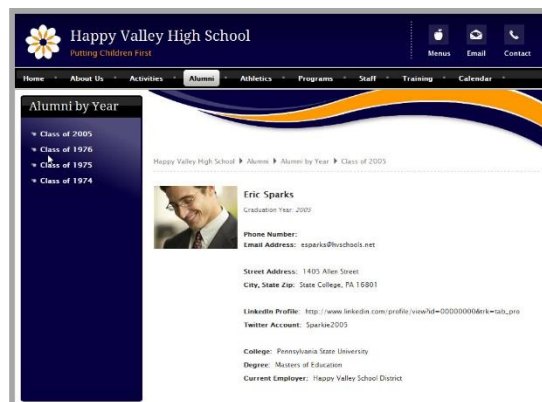 Happy Valley High School
Putting Children First
Menus Email Contact
Home About Us Activities Alumni Athletics Programs Staff Training Calendar
Alumni by Year
Class of 2005
Class of 1976
Class of 1975
Class of 1974
Happy Valley High School Alumni Alumni by Year Class of 2005
Eric Sparks
Graduation Year: 2005
Phone Number:
Email Address: esparks@hvschools.net
Street Address: 1405 Allen Street
City, State Zip: State College, PA 16801
LinkedIn Profile: http://www.linkedin.com/profile/view?id=00000000&trk=tab_pro
Twitter Account: Sparkie2005
College: Pennsylvania State University
Degree: Masters of Education
Current Employer: Happy Valley School District